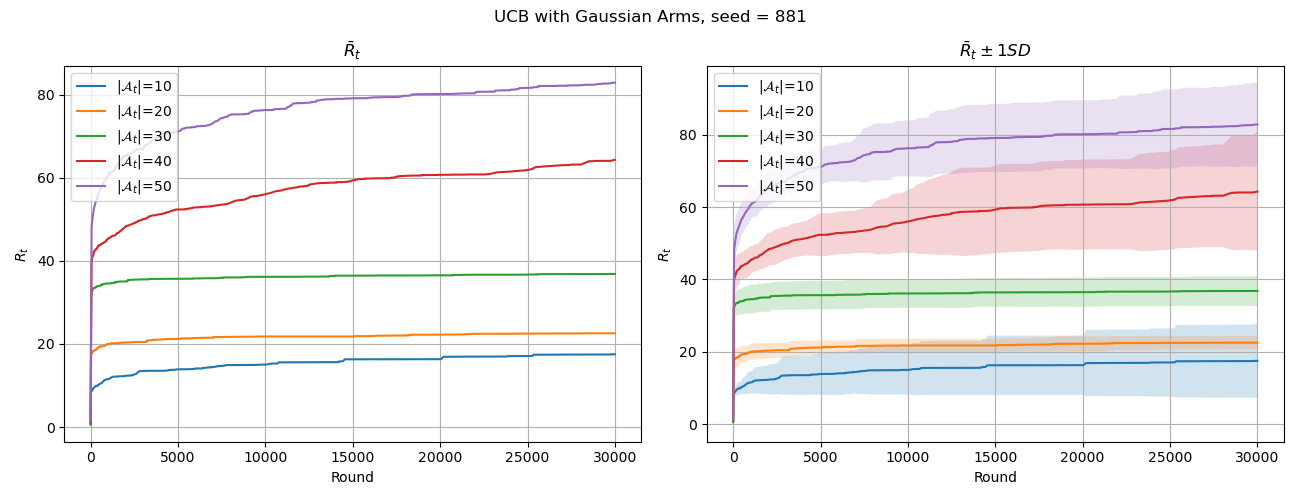 UCB with Gaussian Arms, seed = 881
R̄ₜ
|𝒜ₜ|=10
|𝒜ₜ|=20
|𝒜ₜ|=30
|𝒜ₜ|=40
|𝒜ₜ|=50
80
60
40
20
0
Rₜ
0 5000 10000 15000 20000 25000 30000
Round
R̄ₜ ± 1SD
|𝒜ₜ|=10
|𝒜ₜ|=20
|𝒜ₜ|=30
|𝒜ₜ|=40
|𝒜ₜ|=50
80
60
40
20
0
Rₜ
0 5000 10000 15000 20000 25000 30000
Round